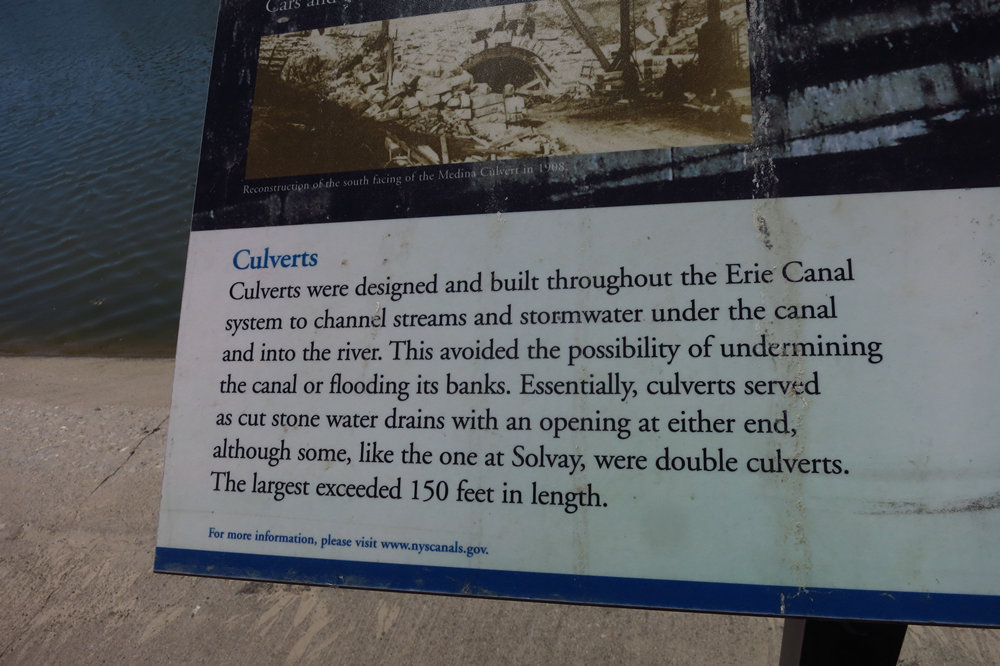 Cars and
Reconstruction of the south facing of the Medina Culvert in 1908.
Culverts
Culverts were designed and built throughout the Erie Canal
system to channel streams and stormwater under the canal
and into the river. This avoided the possibility of undermining
the canal or flooding its banks. Essentially, culverts served
as cut stone water drains with an opening at either end,
although some, like the one at Solvay, were double culverts.
The largest exceeded 150 feet in length.
For more information, please visit www.nyscanals.gov.